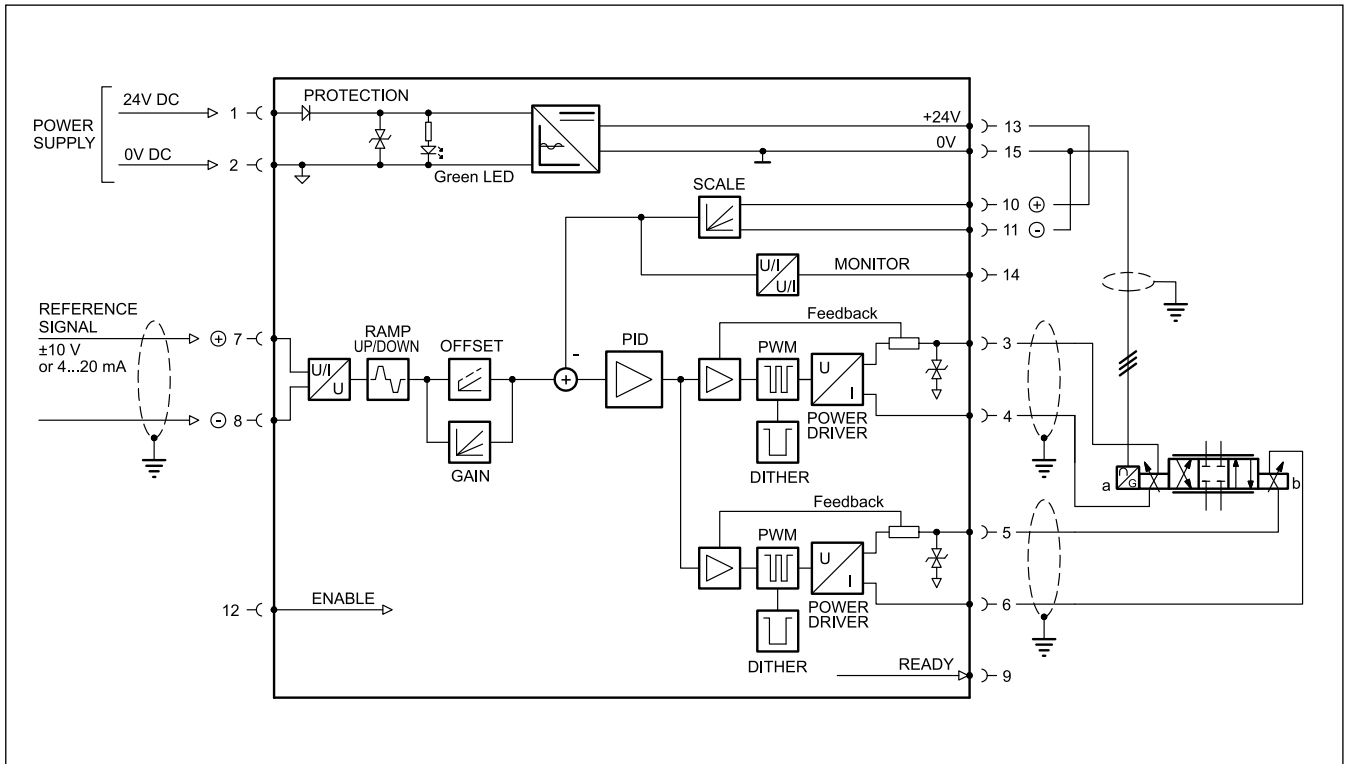 24V DC
1
PROTECTION
POWER
SUPPLY
0V DC
2
Green LED
+24V
13
0V
15
SCALE
10 +
11 -
U/I
U/I
MONITOR
14
REFERENCE
SIGNAL
±10 V
or 4...20 mA
+ 7
- 8
U/I
U
RAMP
UP/DOWN
OFFSET
GAIN
-
+
PID
Feedback
PWM
U
I
POWER
DRIVER
DITHER
3
4
a
G
b
Feedback
PWM
U
I
POWER
DRIVER
DITHER
5
6
12
ENABLE
READY
9